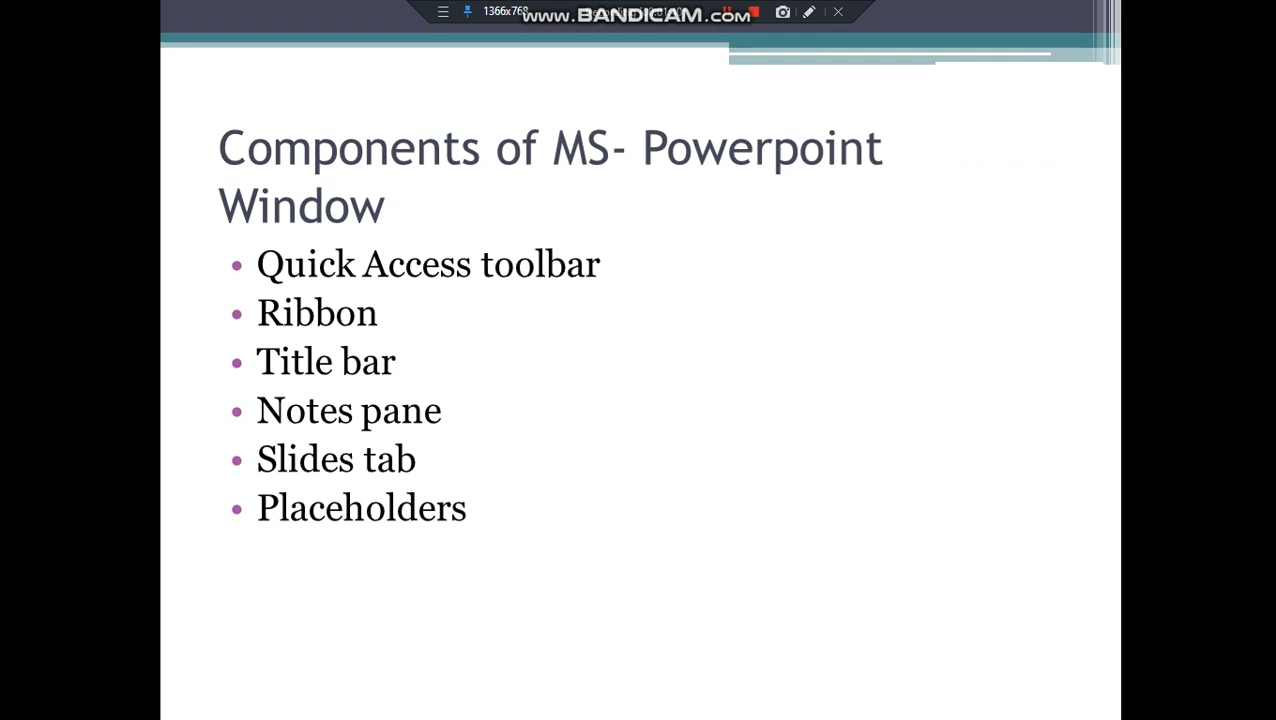 1366x768
www.BANDICAM.com
Components of MS- Powerpoint
Window
• Quick Access toolbar
• Ribbon
• Title bar
• Notes pane
• Slides tab
• Placeholders